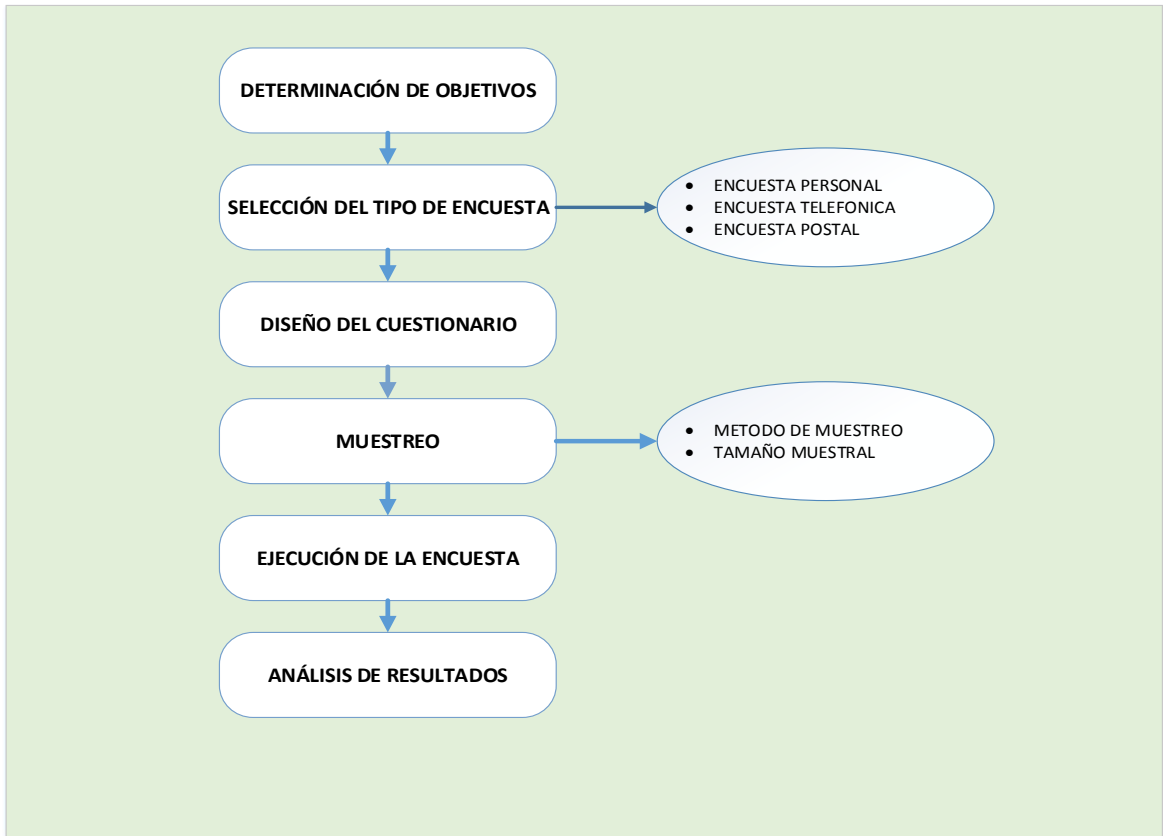 DETERMINACIÓN DE OBJETIVOS
SELECCIÓN DEL TIPO DE ENCUESTA
• ENCUESTA PERSONAL
• ENCUESTA TELEFONICA
• ENCUESTA POSTAL
DISEÑO DEL CUESTIONARIO
MUESTREO
• METODO DE MUESTREO
• TAMAÑO MUESTRAL
EJECUCIÓN DE LA ENCUESTA
ANÁLISIS DE RESULTADOS